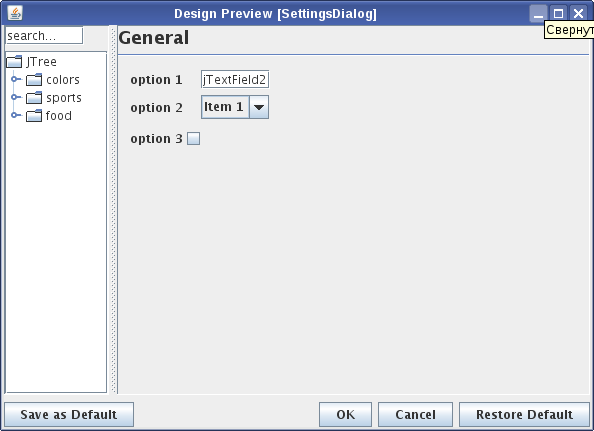 Design Preview [SettingsDialog]
Свернут
search...
General
JTree
colors
sports
food
option 1 jTextField2
option 2 Item 1
option 3
Save as Default OK Cancel Restore Default